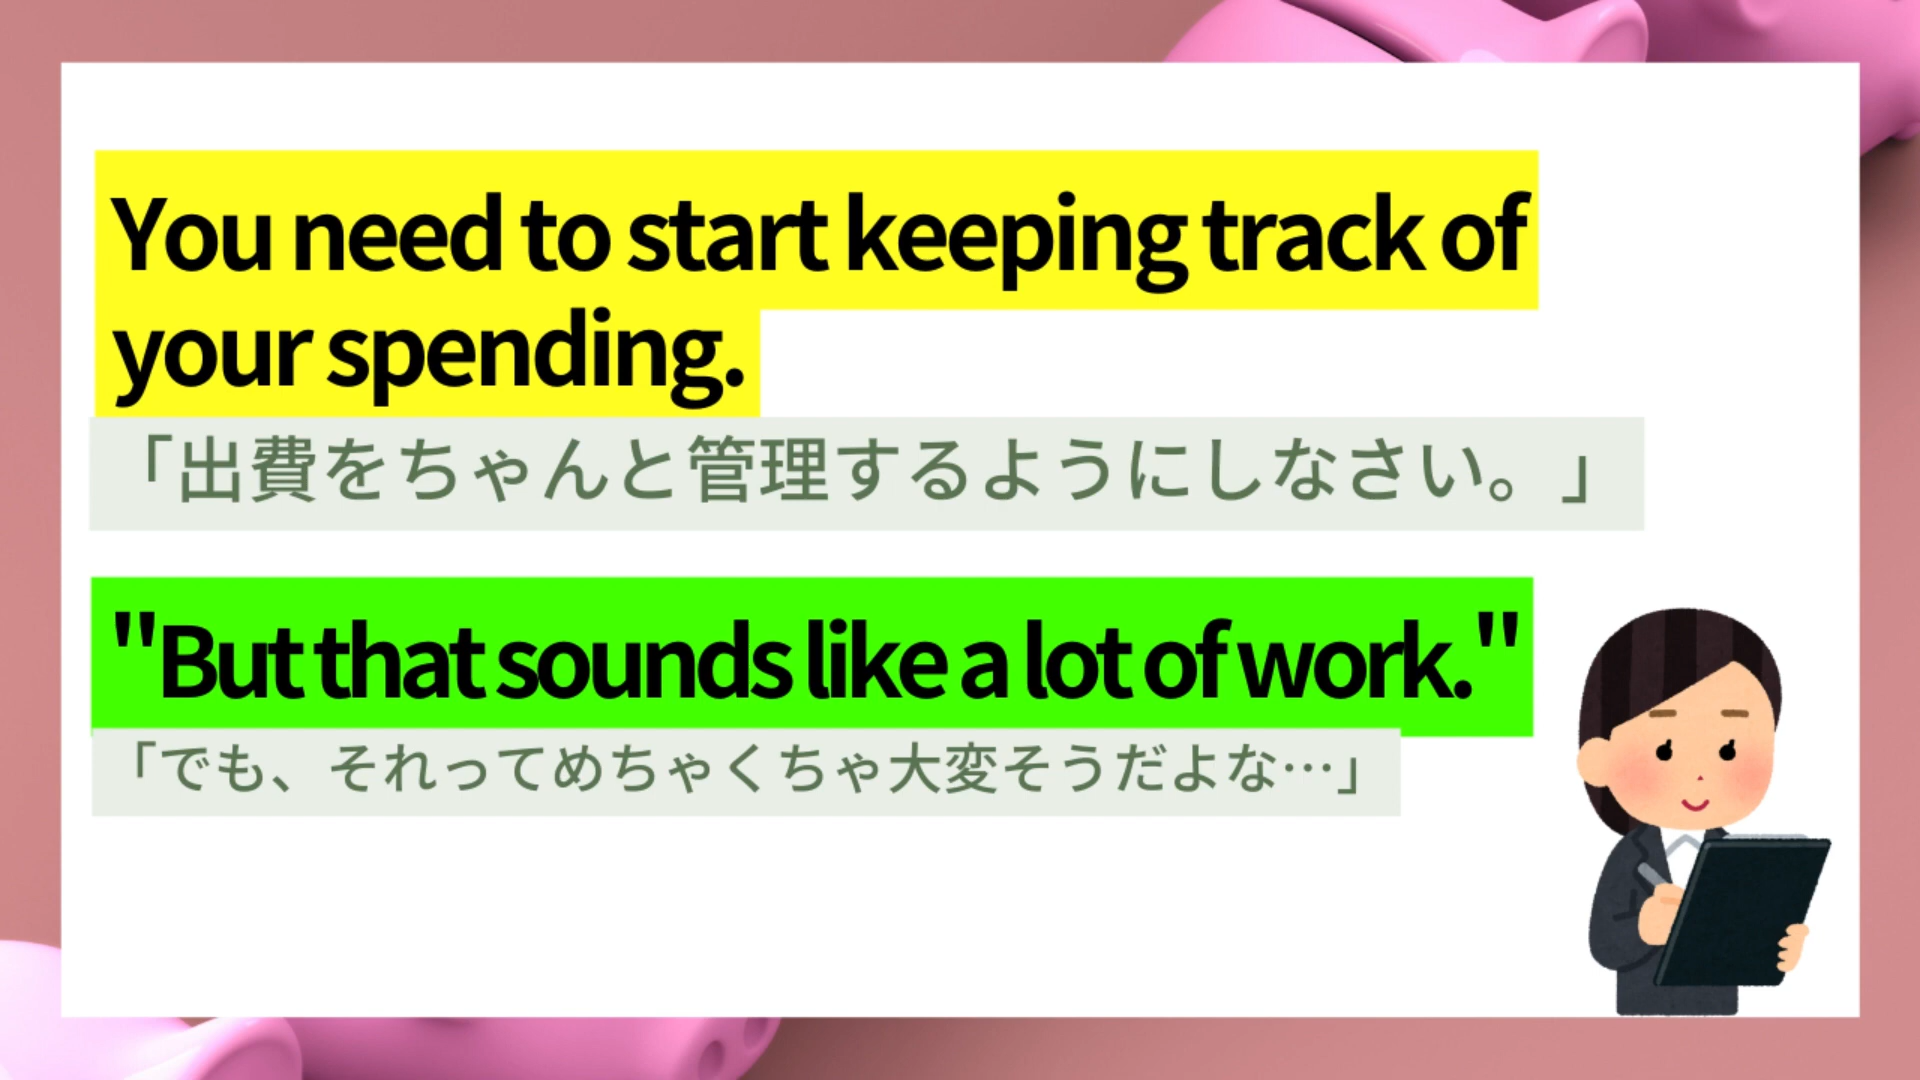 You need to start keeping track of
your spending.
「出費をちゃんと管理するようにしなさい。」
"But that sounds like a lot of work."
「でも、それってめちゃくちゃ大変そうだよな…」